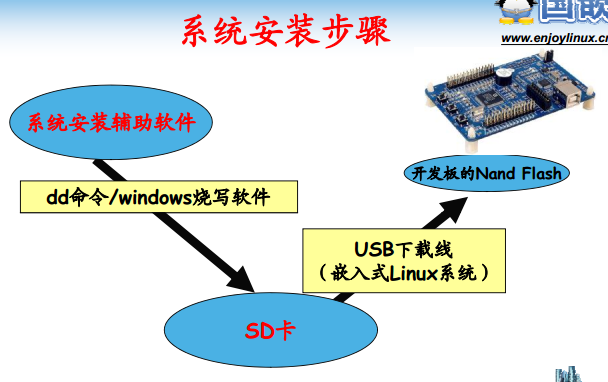 国嵌
www.enjoylinux.cn
系统安装步骤
系统安装辅助软件
开发板的Nand Flash
dd命令/windows烧写软件
USB下载线
（嵌入式Linux系统）
SD卡